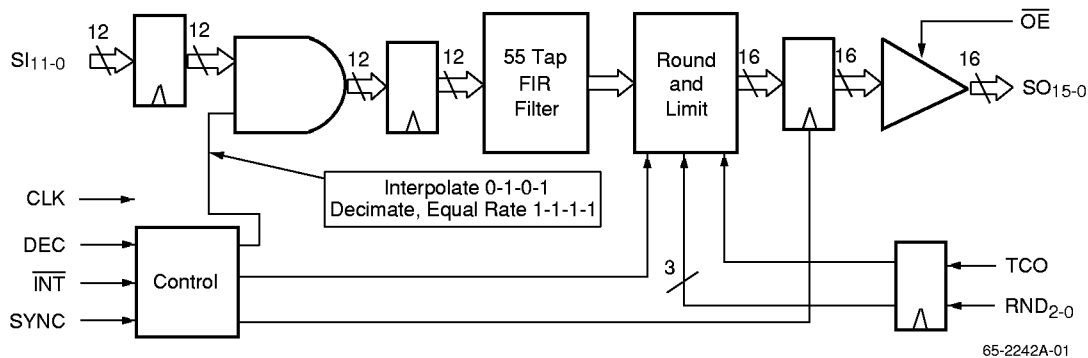 12
12
12
12
16
16
16
OE
SI11-0
55 Tap
FIR
Filter
Round
and
Limit
SO15-0
Interpolate 0-1-0-1
Decimate, Equal Rate 1-1-1-1
CLK
DEC
INT
SYNC
Control
3
TCO
RND2-0
65-2242A-01